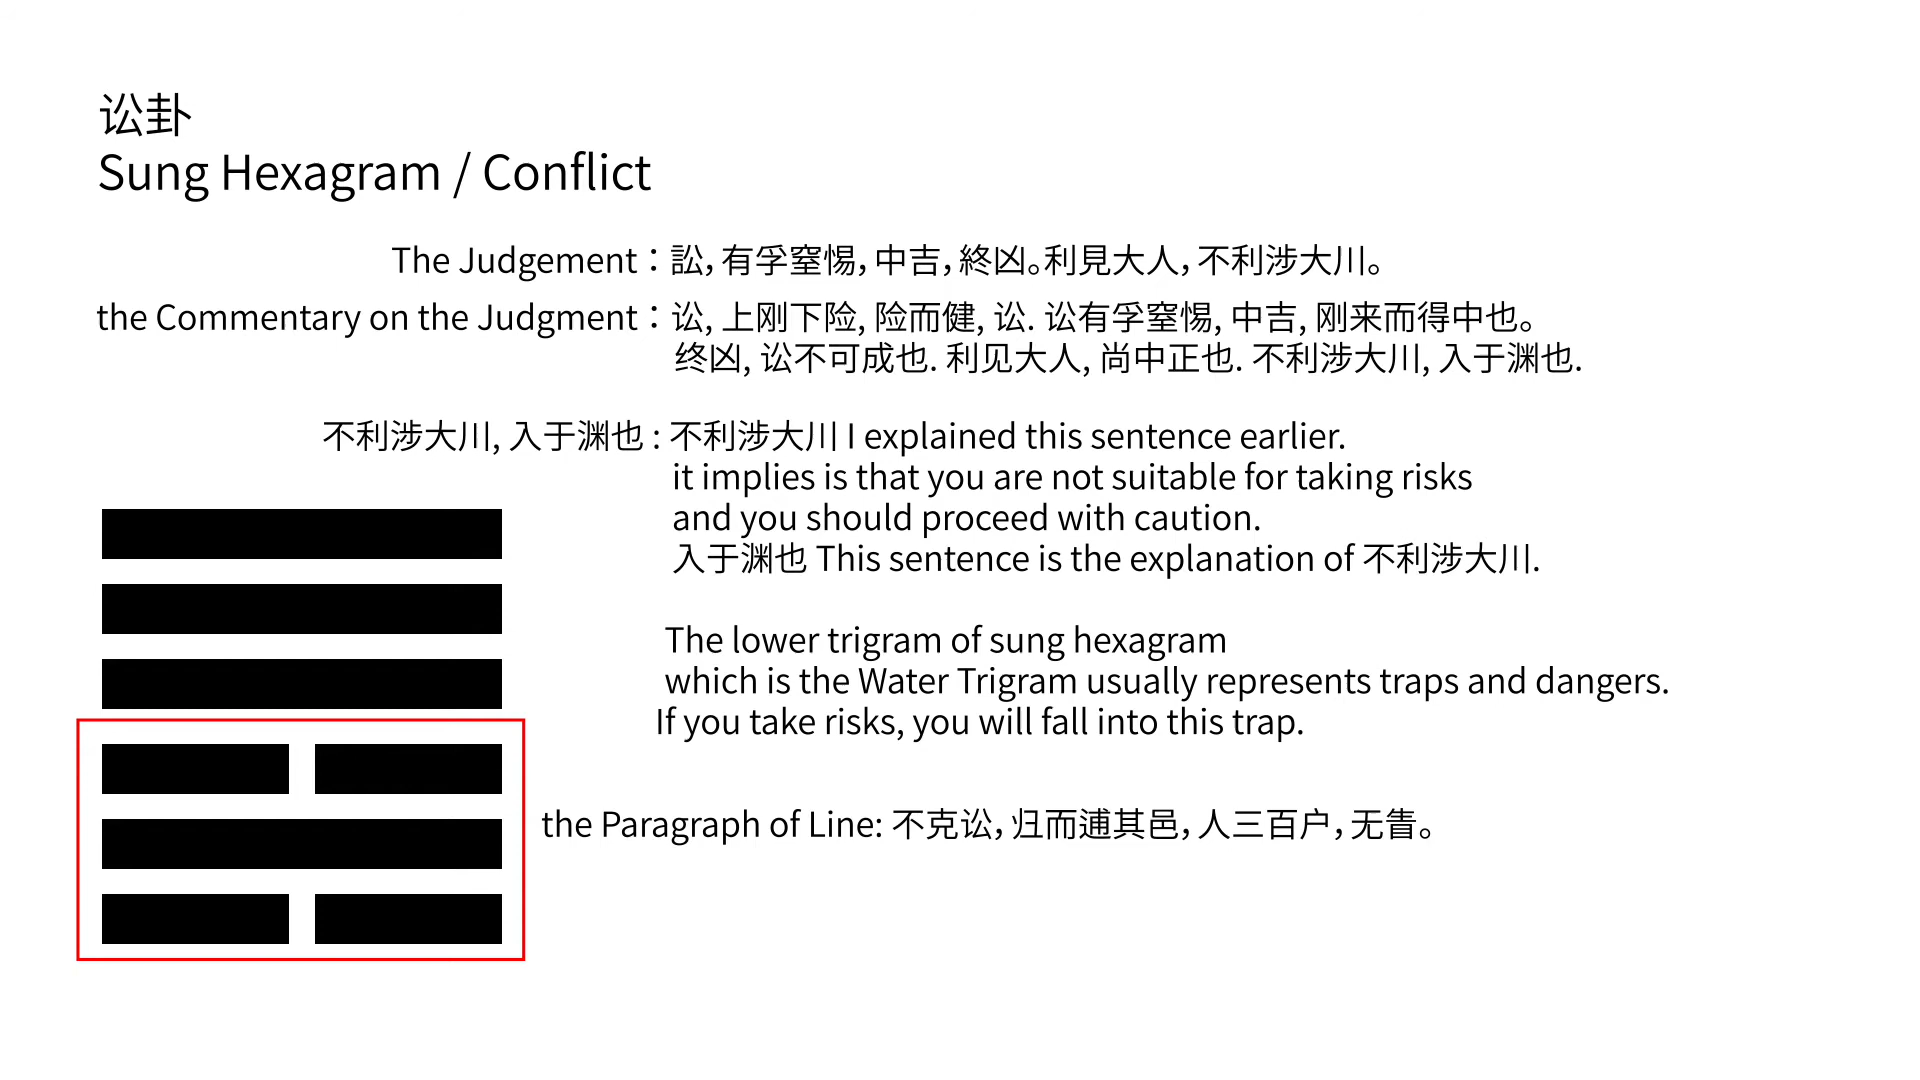 讼卦
Sung Hexagram / Conflict
The Judgement：訟，有孚窒惕，中吉，終凶。利見大人，不利涉大川。
the Commentary on the Judgment：讼, 上刚下险, 险而健, 讼. 讼有孚窒惕, 中吉, 刚来而得中也。
终凶, 讼不可成也. 利见大人, 尚中正也. 不利涉大川, 入于渊也.
不利涉大川, 入于渊也 : 不利涉大川 I explained this sentence earlier.
it implies is that you are not suitable for taking risks
and you should proceed with caution.
入于渊也 This sentence is the explanation of 不利涉大川.
The lower trigram of sung hexagram
which is the Water Trigram usually represents traps and dangers.
If you take risks, you will fall into this trap.
the Paragraph of Line: 不克讼，归而逋其邑，人三百户，无眚。